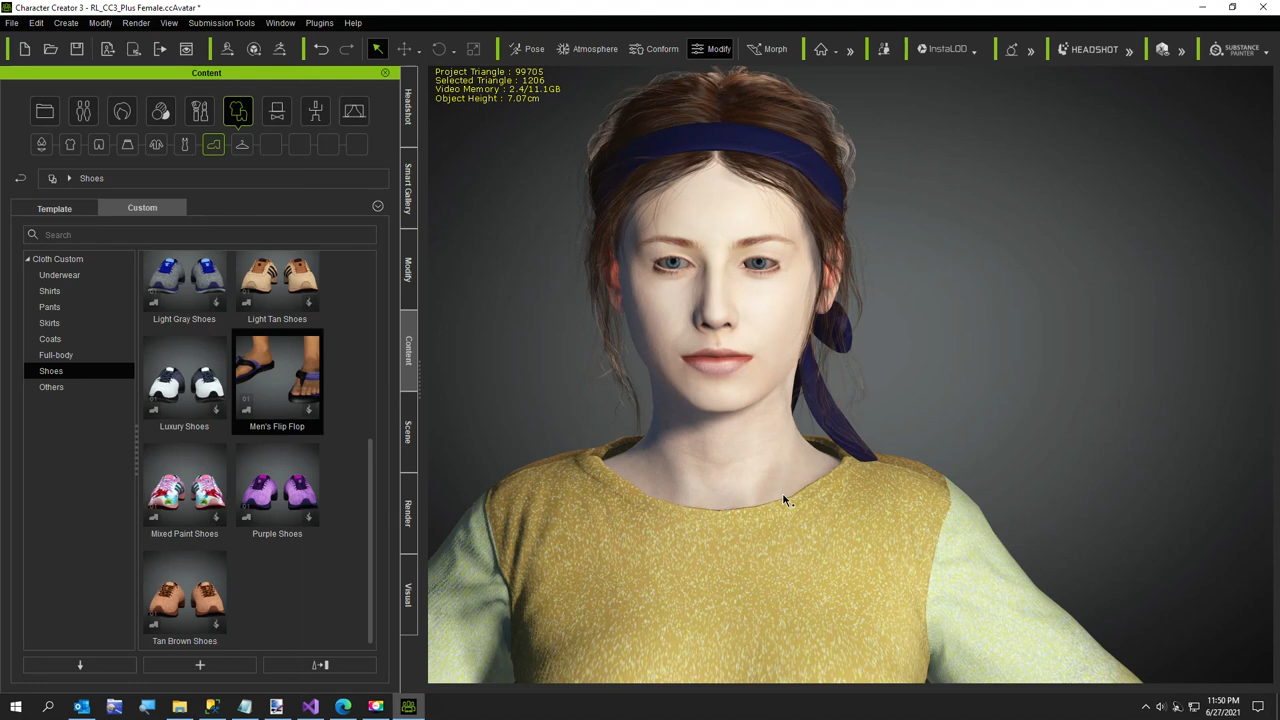 Character Creator 3 - RL_CC3_Plus Female.ccAvatar *
File Edit Create Modify Render View Submission Tools Window Plugins Help
Pose Atmosphere Conform Modify Morph InstaLOD HEADSHOT SUBSTANCE PAINTER
Content
Project Triangle : 99705
Selected Triangle : 1206
Video Memory : 2.4/11.1GB
Object Height : 7.07cm
Shoes
Template Custom
Search
Cloth Custom
Underwear
Shirts
Pants
Skirts
Coats
Full-body
Shoes
Others
Light Gray Shoes Light Tan Shoes
Luxury Shoes Men's Flip Flop
Mixed Paint Shoes Purple Shoes
Tan Brown Shoes
Headshot
Smart Gallery
Modify
Content
Scene
Render
Visual
11:50 PM
6/27/2021